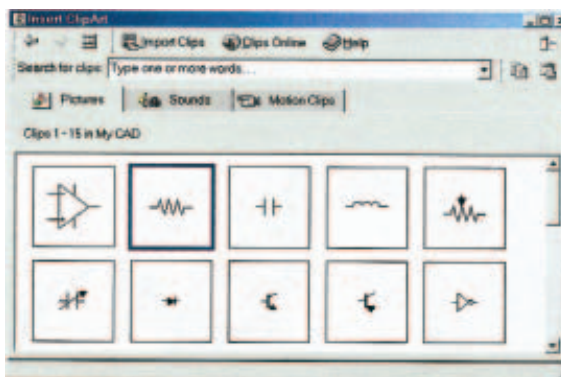 Insert ClipArt
Import Clips Clips Online Help
Search for clips: Type one or more words...
Pictures Sounds Motion Clips
Clips 1 - 15 in My CAD